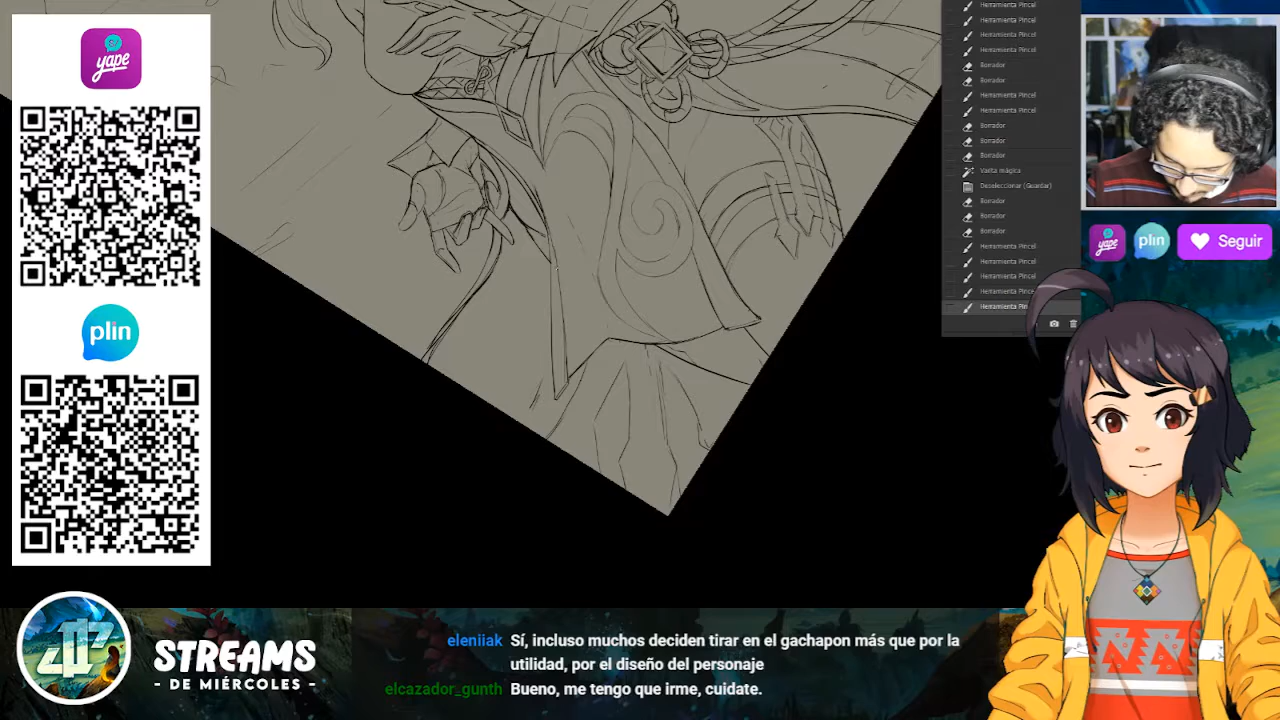 yape
plin
Herramienta Pincel
Herramienta Pincel
Herramienta Pincel
Herramienta Pincel
Borrador
Borrador
Herramienta Pincel
Herramienta Pincel
Borrador
Borrador
Borrador
Varita mágica
Deseleccionar (Guardar)
Borrador
Borrador
Borrador
Herramienta Pincel
Herramienta Pincel
Herramienta Pincel
Herramienta Pince
Herramienta Pin
yape
plin
Seguir
STREAMS
- DE MIÉRCOLES -
eleniiak Sí, incluso muchos deciden tirar en el gachapon más que por la
utilidad, por el diseño del personaje
elcazador_gunth Bueno, me tengo que irme, cuidate.